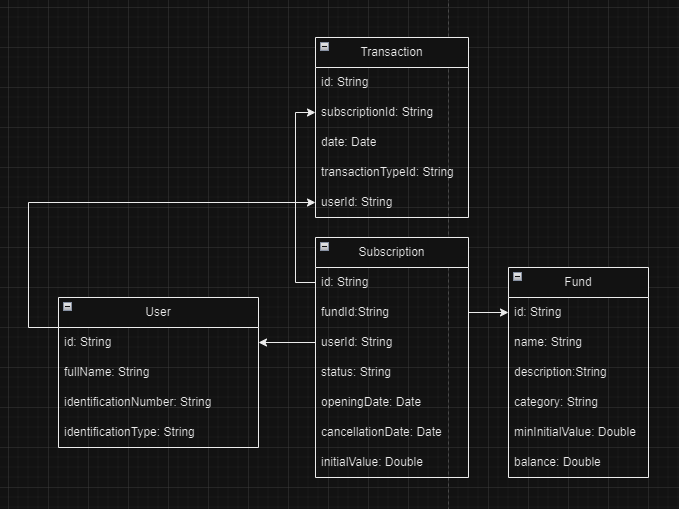 Transaction
id: String
subscriptionId: String
date: Date
transactionTypeId: String
userId: String
Subscription
id: String
fundId:String
userId: String
status: String
openingDate: Date
cancellationDate: Date
initialValue: Double
Fund
id: String
name: String
description:String
category: String
minInitialValue: Double
balance: Double
User
id: String
fullName: String
identificationNumber: String
identificationType: String